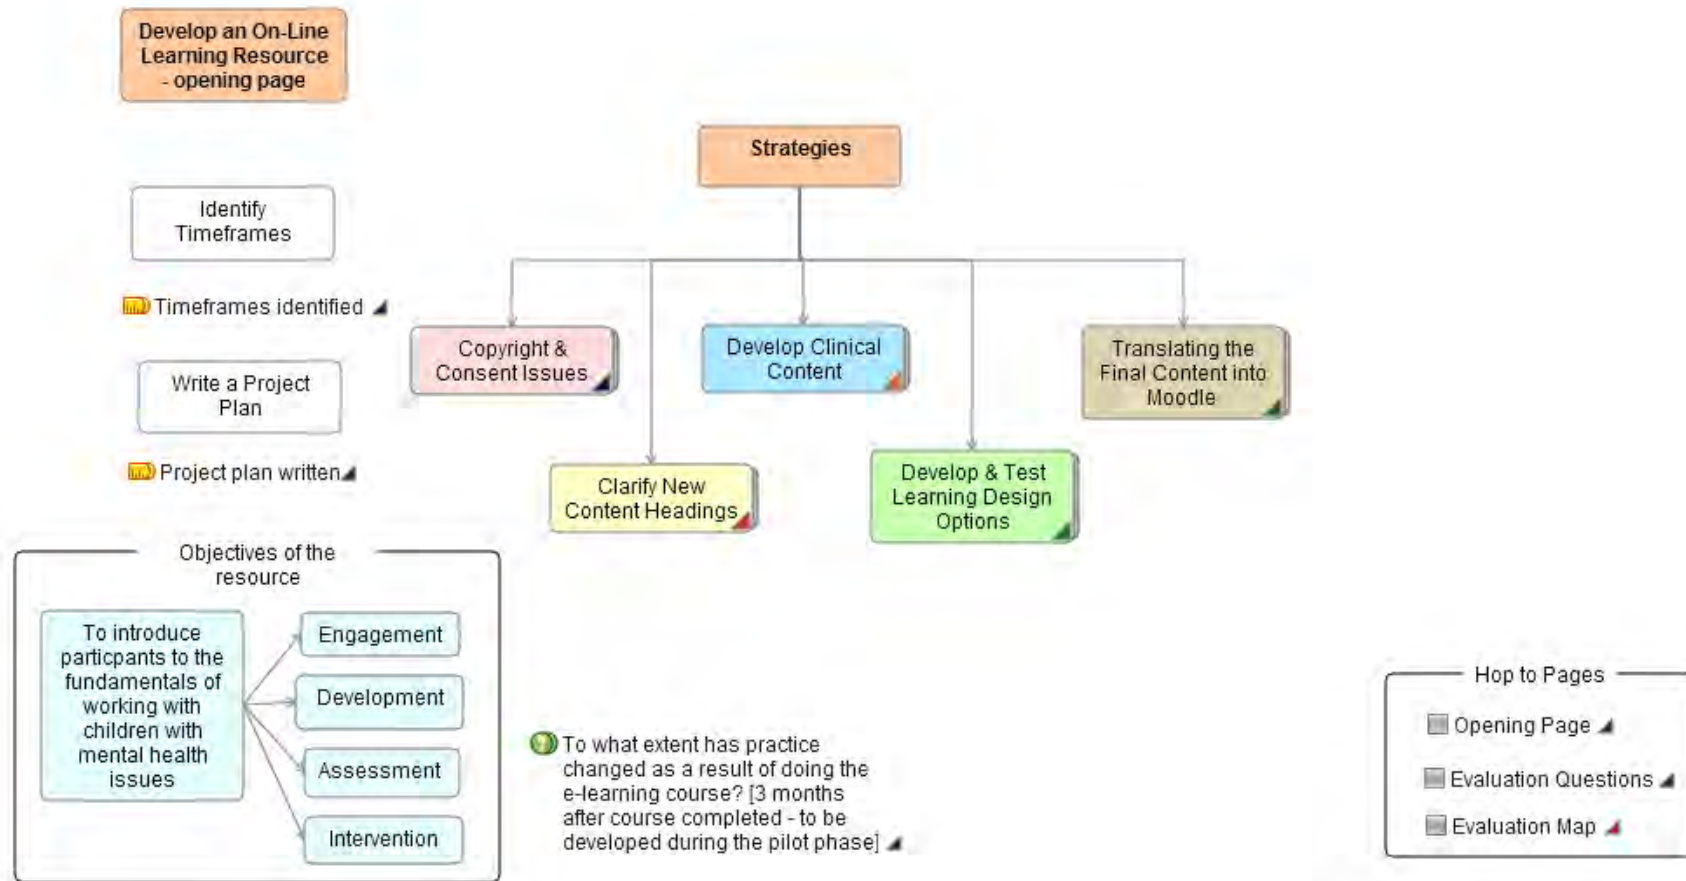 Develop an On-Line
Learning Resource
- opening page
Strategies
Identify
Timeframes
Timeframes identified
Write a Project
Plan
Project plan written
Copyright &
Consent Issues
Develop Clinical
Content
Translating the
Final Content into
Moodle
Clarify New
Content Headings
Develop & Test
Learning Design
Options
Objectives of the
resource
To introduce
particpants to the
fundamentals of
working with
children with
mental health
issues
Engagement
Development
Assessment
Intervention
To what extent has practice
changed as a result of doing the
e-learning course? [3 months
after course completed - to be
developed during the pilot phase]
Hop to Pages
Opening Page
Evaluation Questions
Evaluation Map